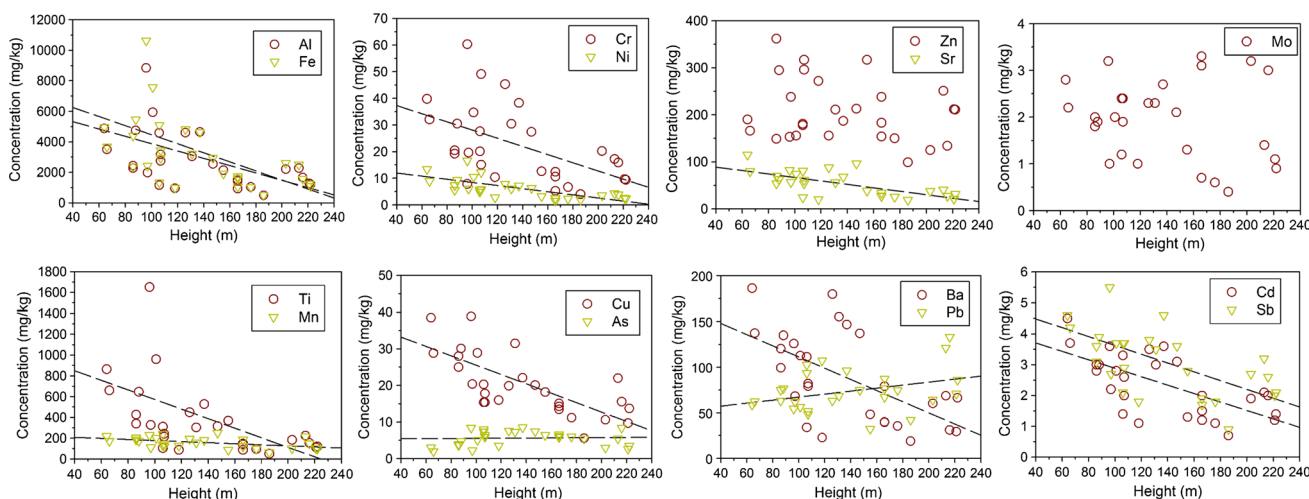 12000
10000
8000
6000
4000
2000
0
Concentration (mg/kg)
Al
Fe
40 60 80 100 120 140 160 180 200 220 240
Height (m)
70
60
50
40
30
20
10
0
Concentration (mg/kg)
Cr
Ni
40 60 80 100 120 140 160 180 200 220 240
Height (m)
400
300
200
100
0
Concentration (mg/kg)
Zn
Sr
40 60 80 100 120 140 160 180 200 220 240
Height (m)
4
3
2
1
0
Concentration (mg/kg)
Mo
40 60 80 100 120 140 160 180 200 220 240
Height (m)
1800
1600
1400
1200
1000
800
600
400
200
0
Concentration (mg/kg)
Ti
Mn
40 60 80 100 120 140 160 180 200 220 240
Height (m)
50
40
30
20
10
0
Concentration (mg/kg)
Cu
As
40 60 80 100 120 140 160 180 200 220 240
Height (m)
200
150
100
50
0
Concentration (mg/kg)
Ba
Pb
40 60 80 100 120 140 160 180 200 220 240
Height (m)
6
5
4
3
2
1
0
Concentration (mg/kg)
Cd
Sb
40 60 80 100 120 140 160 180 200 220 240
Height (m)